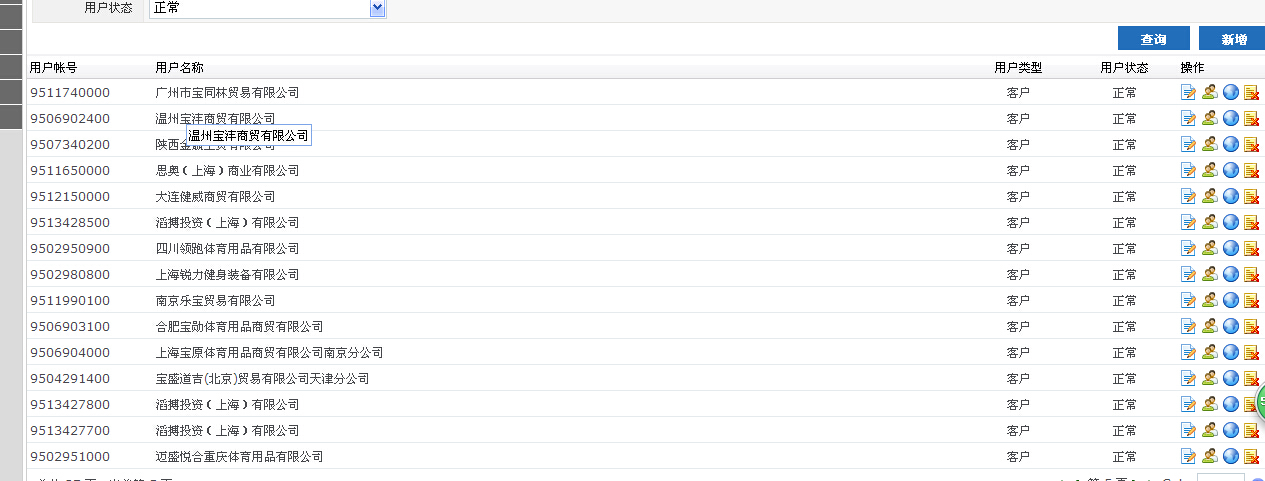 用户状态 正常
查询 新增
用户帐号 用户名称 用户类型 用户状态 操作
9511740000 广州市宝同林贸易有限公司 客户 正常
9506902400 温州宝沣商贸有限公司 客户 正常
温州宝沣商贸有限公司
9507340200 陕西 有限公司 客户 正常
9511650000 思奥（上海）商业有限公司 客户 正常
9512150000 大连健威商贸有限公司 客户 正常
9513428500 滔搏投资（上海）有限公司 客户 正常
9502950900 四川领跑体育用品有限公司 客户 正常
9502980800 上海锐力健身装备有限公司 客户 正常
9511990100 南京乐宝贸易有限公司 客户 正常
9506903100 合肥宝勋体育用品商贸有限公司 客户 正常
9506904000 上海宝原体育用品商贸有限公司南京分公司 客户 正常
9504291400 宝盛道吉(北京)贸易有限公司天津分公司 客户 正常
9513427800 滔搏投资（上海）有限公司 客户 正常
9513427700 滔搏投资（上海）有限公司 客户 正常
9502951000 迈盛悦合重庆体育用品有限公司 客户 正常